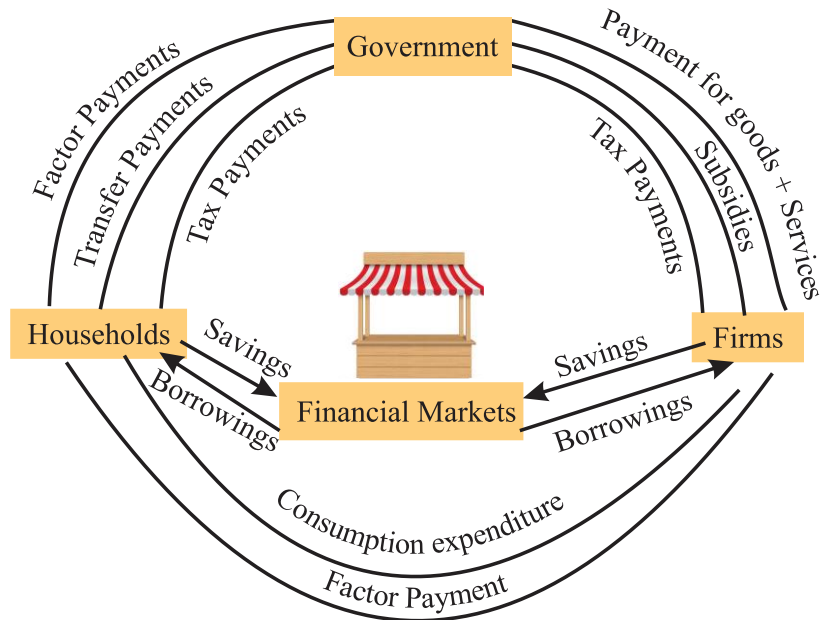 Government
Factor Payments
Transfer Payments
Tax Payments
Payment for goods + Services
Subsidies
Tax Payments
Households
Firms
Savings
Borrowings
Savings
Borrowings
Financial Markets
Consumption expenditure
Factor Payment